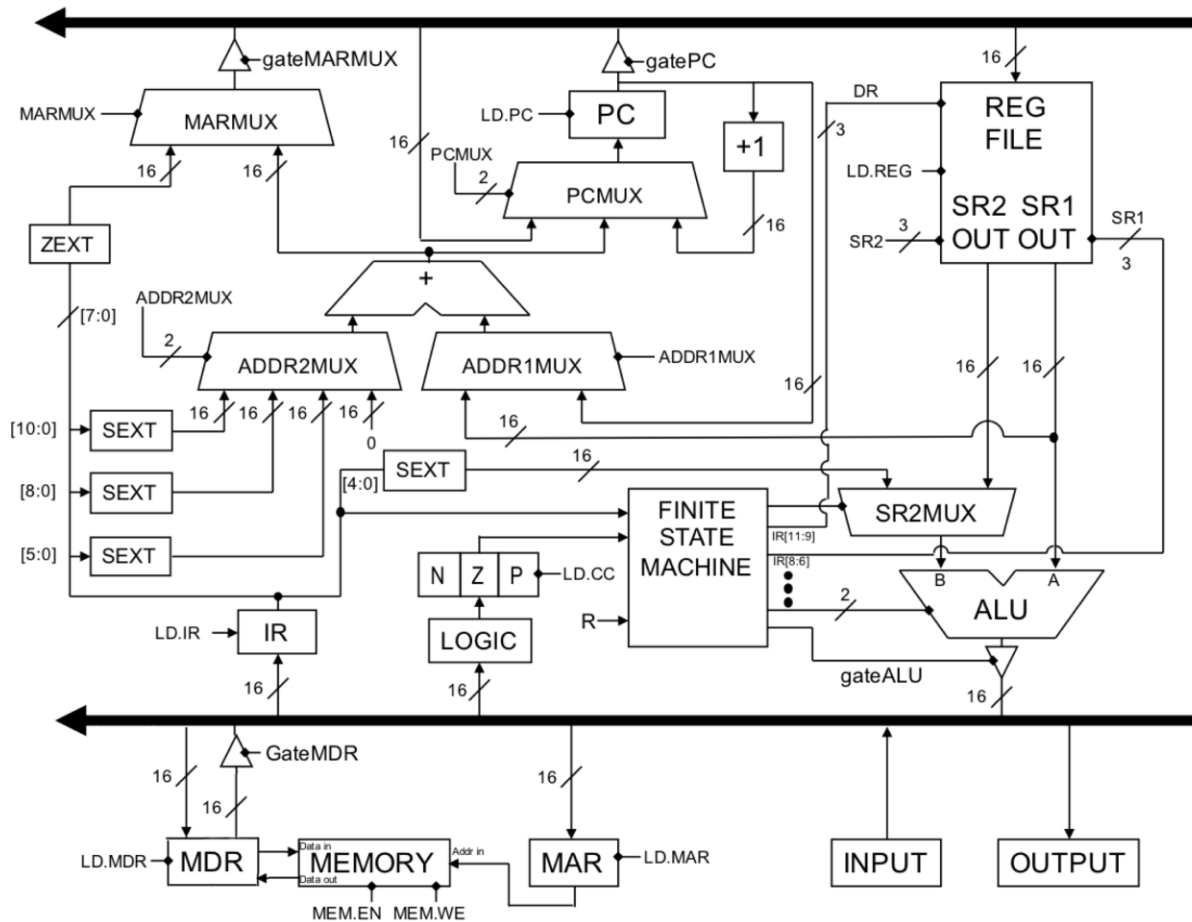 gateMARMUX
gatePC
16
MARMUX
MARMUX
LD.PC
PC
DR
3
REG
FILE
16
16
16
PCMUX
2
PCMUX
+1
16
LD.REG
ZEXT
SR2
3
SR2 SR1
OUT OUT
SR1
3
[7:0]
ADDR2MUX
2
+
ADDR2MUX
ADDR1MUX
ADDR1MUX
16
16
16
[10:0]
SEXT
16
16
16
16
0
16
[8:0]
SEXT
[4:0]
SEXT
16
[5:0]
SEXT
FINITE
STATE
MACHINE
SR2MUX
IR[11:9]
IR[8:6]
N Z P
LD.CC
B
A
ALU
2
R
LD.IR
IR
LOGIC
gateALU
16
16
16
GateMDR
16
16
16
LD.MDR
MDR
Data in
Data out
MEMORY
Addr in
MAR
LD.MAR
INPUT
OUTPUT
MEM.EN
MEM.WE